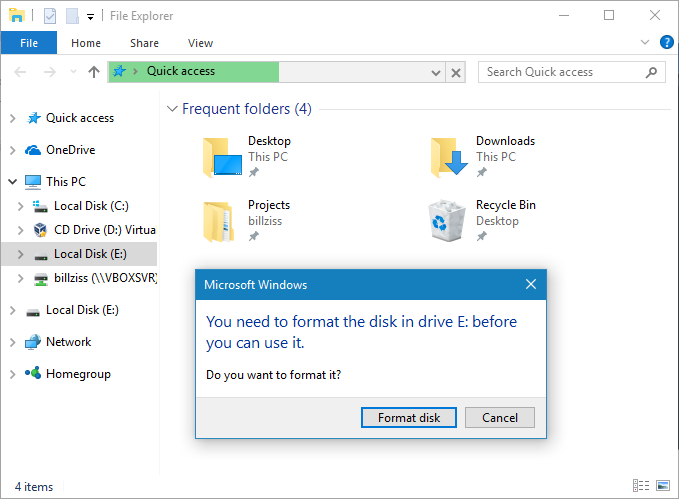 File Explorer
File Home Share View
Quick access
Search Quick access
Quick access
OneDrive
This PC
Local Disk (C:)
CD Drive (D:) Virtua
Local Disk (E:)
billziss (\\VBOXSVR)
Local Disk (E:)
Network
Homegroup
Frequent folders (4)
Desktop
This PC
Downloads
This PC
Projects
billziss
Recycle Bin
Desktop
Microsoft Windows
You need to format the disk in drive E: before
you can use it.
Do you want to format it?
Format disk Cancel
4 items